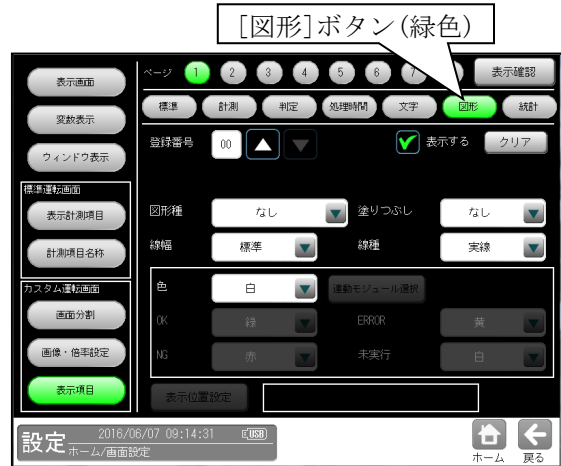 [図形]ボタン(緑色)
表示画面
変数表示
ウィンドウ表示
標準運転画面
表示計測項目
計測項目名称
カスタム運転画面
画面分割
画像・倍率設定
表示項目
ページ 1 2 3 4 5 6 7 表示確認
標準 計測 判定 処理時間 文字 図形 統計
登録番号 00 表示する クリア
図形種 なし 塗りつぶし なし
線幅 標準 線種 実線
色 白 連動モジュール選択
OK 緑 ERROR 黄
NG 赤 未実行 白
表示位置設定
設定 2016/06/07 09:14:31 USB
ホーム/画面設定
ホーム 戻る